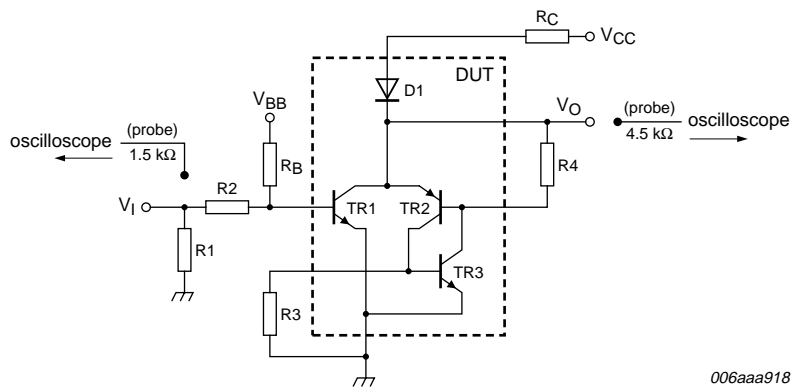 RC
VCC
DUT
D1
VBB
VO
(probe)
4.5 kΩ
oscilloscope
oscilloscope
(probe)
1.5 kΩ
RB
R4
R2
VI
TR1
TR2
R1
TR3
R3
006aaa918